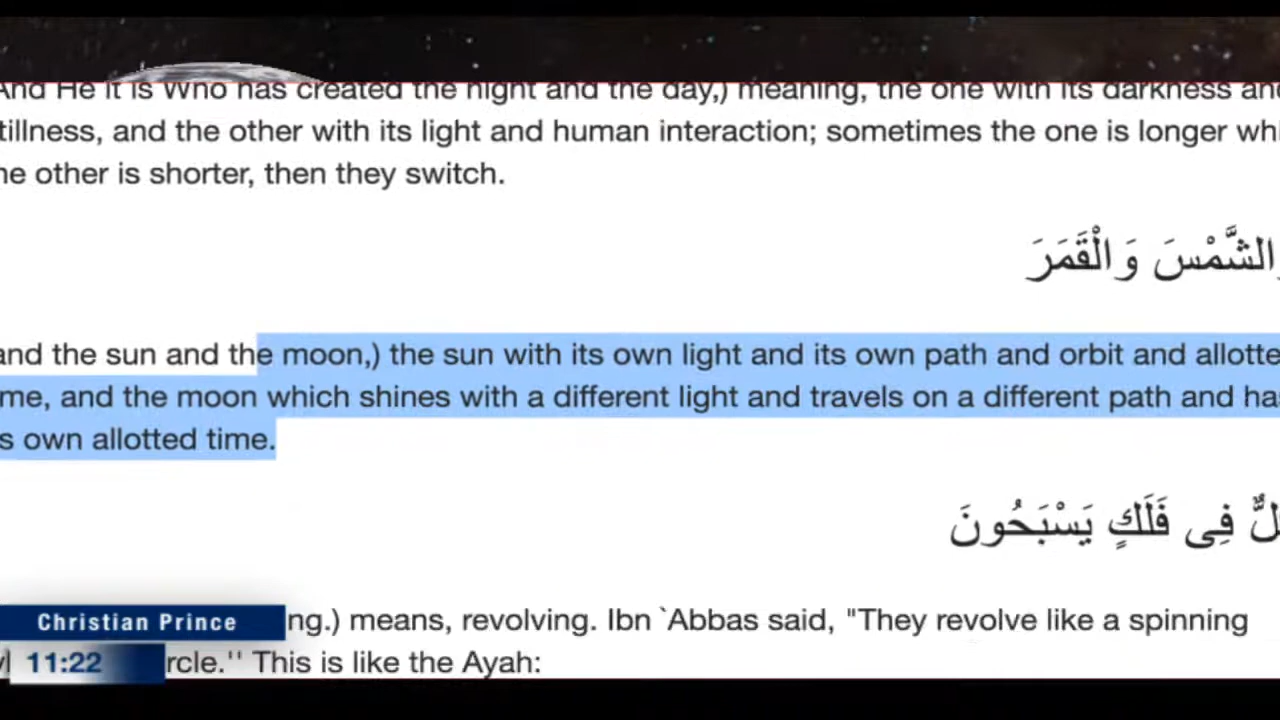 And He it is Who has created the night and the day,) meaning, the one with its darkness and
tillness, and the other with its light and human interaction; sometimes the one is longer whi
he other is shorter, then they switch.
وَالشَّمْسَ وَالْقَمَرَ
and the sun and the moon,) the sun with its own light and its own path and orbit and allotte
me, and the moon which shines with a different light and travels on a different path and has
s own allotted time.
لٌّ فِى فَلَكٍ يَسْبَحُونَ
Christian Prince
ng.) means, revolving. Ibn `Abbas said, "They revolve like a spinning
11:22
rcle.'' This is like the Ayah: